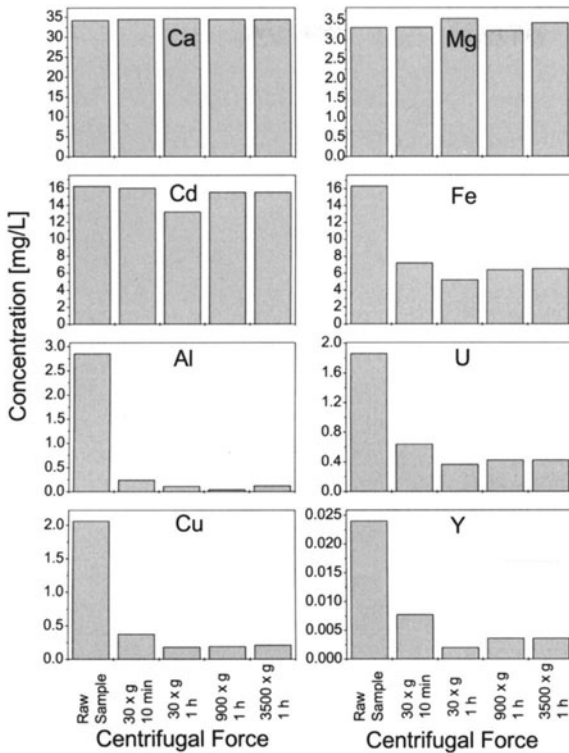 Concentration [mg/L]
35
30
25
20
15
10
5
0
Ca
3.5
3.0
2.5
2.0
1.5
1.0
0.5
0.0
Mg
16
14
12
10
8
6
4
2
0
Cd
16
14
12
10
8
6
4
2
0
Fe
3.0
2.5
2.0
1.5
1.0
0.5
0.0
Al
2.0
1.6
1.2
0.8
0.4
0.0
U
2.0
1.5
1.0
0.5
0.0
Cu
0.025
0.020
0.015
0.010
0.005
0.000
Y
Raw
Sample
30 x g
10 min
30 x g
1 h
900 x g
1 h
3500 x g
1 h
Centrifugal Force
Raw
Sample
30 x g
10 min
30 x g
1 h
900 x g
1 h
3500 x g
1 h
Centrifugal Force